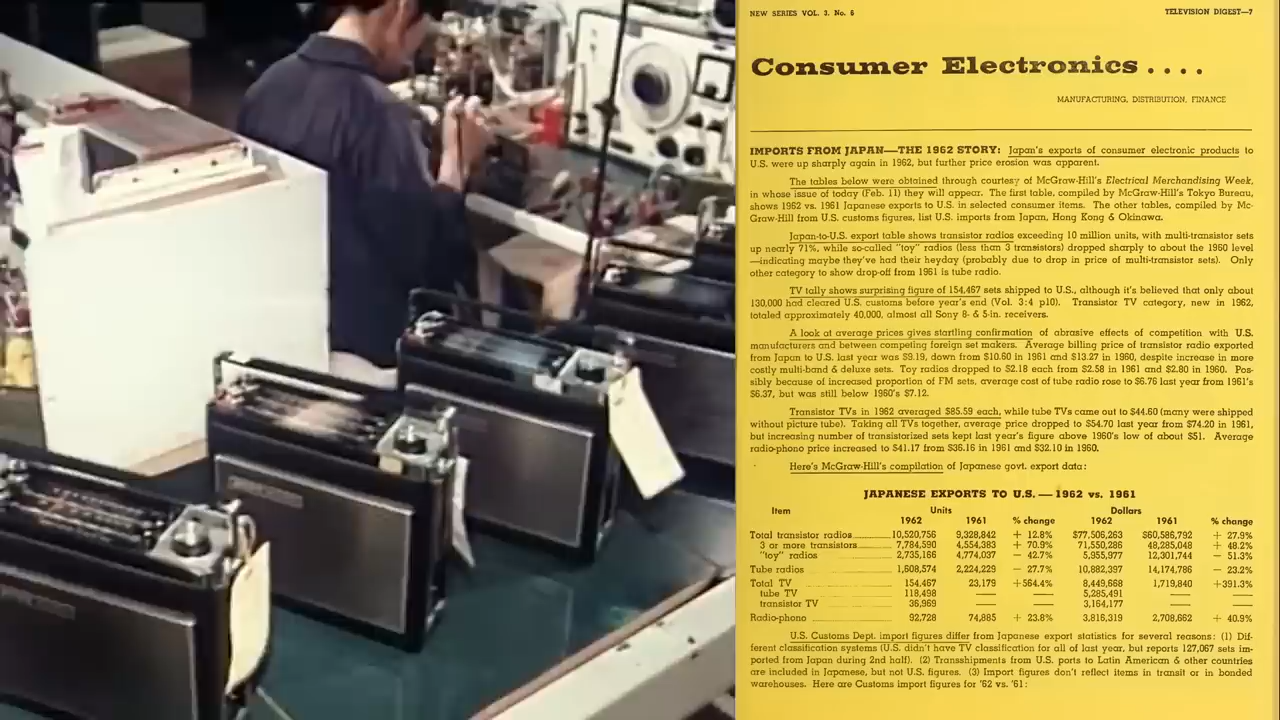 NEW SERIES VOL. 3. No. 6
TELEVISION DIGEST—7
Consumer Electronics . . . .
MANUFACTURING, DISTRIBUTION, FINANCE
IMPORTS FROM JAPAN—THE 1962 STORY: Japan's exports of consumer electronic products to
U.S. were up sharply again in 1962, but further price erosion was apparent.
The tables below were obtained through courtesy of McGraw-Hill's Electrical Merchandising Week,
in whose issue of today (Feb. 11) they will appear. The first table, compiled by McGraw-Hill's Tokyo Bureau,
shows 1962 vs. 1961 Japanese exports to U.S. in selected consumer items. The other tables, compiled by Mc-
Graw-Hill from U.S. customs figures, list U.S. imports from Japan, Hong Kong & Okinawa.
Japan-to-U.S. export table shows transistor radios exceeding 10 million units, with multi-transistor sets
up nearly 71%, while so-called "toy" radios (less than 3 transistors) dropped sharply to about the 1960 level
—indicating maybe they've had their heyday (probably due to drop in price of multi-transistor sets). Only
other category to show drop-off from 1961 is tube radio.
TV tally shows surprising figure of 154,467 sets shipped to U.S., although it's believed that only about
130,000 had cleared U.S. customs before year's end (Vol. 3:4 p10). Transistor TV category, new in 1962,
totaled approximately 40,000, almost all Sony 8- & 5-in. receivers.
A look at average prices gives startling confirmation of abrasive effects of competition with U.S.
manufacturers and between competing foreign set makers. Average billing price of transistor radio exported
from Japan to U.S. last year was $9.19, down from $10.60 in 1961 and $13.27 in 1960, despite increase in more
costly multi-band & deluxe sets. Toy radios dropped to $2.18 each from $2.58 in 1961 and $2.80 in 1960. Pos-
sibly because of increased proportion of FM sets, average cost of tube radio rose to $6.76 last year from 1961's
$6.37, but was still below 1960's $7.12.
Transistor TVs in 1962 averaged $85.59 each, while tube TVs came out to $44.60 (many were shipped
without picture tube). Taking all TVs together, average price dropped to $54.70 last year from $74.20 in 1961,
but increasing number of transistorized sets kept last year's figure above 1960's low of about $51. Average
radio-phono price increased to $41.17 from $36.16 in 1961 and $32.10 in 1960.
Here's McGraw-Hill's compilation of Japanese govt. export data:
JAPANESE EXPORTS TO U.S. — 1962 vs. 1961
Item Units Dollars
1962 1961 % change 1962 1961 % change
Total transistor radios 10,520,756 9,328,842 + 12.8% $77,506,263 $60,586,792 + 27.9%
3 or more transistors 7,784,590 4,554,383 + 70.9% 71,550,286 48,285,048 + 48.2%
"toy" radios 2,735,166 4,774,037 — 42.7% 5,955,977 12,301,744 — 51.3%
Tube radios 1,608,574 2,224,229 — 27.7% 10,882,397 14,174,786 — 23.2%
Total TV 154,467 23,179 +564.4% 8,449,668 1,719,840 +391.3%
tube TV 118,498 —— —— 5,285,491 —— ——
transistor TV 36,969 —— —— 3,164,177 —— ——
Radio-phono 92,728 74,885 + 23.8% 3,816,319 2,708,662 + 40.9%
U.S. Customs Dept. import figures differ from Japanese export statistics for several reasons: (1) Dif-
ferent classification systems (U.S. didn't have TV classification for all of last year, but reports 127,067 sets im-
ported from Japan during 2nd half). (2) Transshipments from U.S. ports to Latin American & other countries
are included in Japanese, but not U.S. figures. (3) Import figures don't reflect items in transit or in bonded
warehouses. Here are Customs import figures for '62 vs. '61: